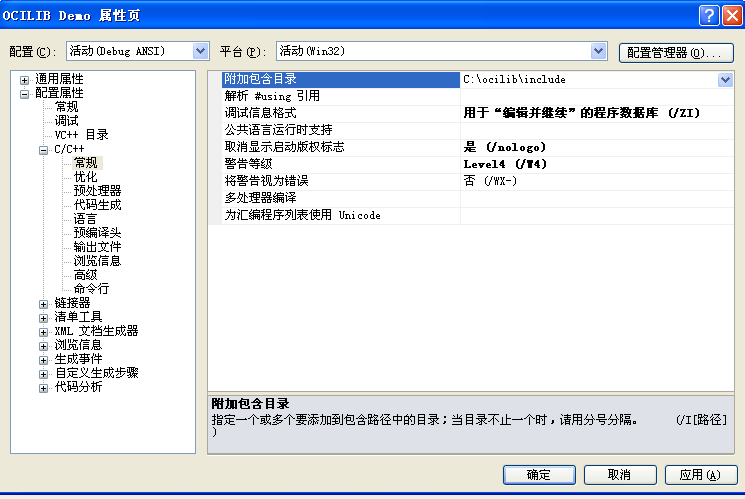 OCILIB Demo 属性页
配置(C): 活动(Debug ANSI) 平台(P): 活动(Win32) 配置管理器(O)...
通用属性
配置属性
常规
调试
VC++ 目录
C/C++
常规
优化
预处理器
代码生成
语言
预编译头
输出文件
浏览信息
高级
命令行
链接器
清单工具
XML 文档生成器
浏览信息
生成事件
自定义生成步骤
代码分析
附加包含目录 C:\ocilib\include
解析 #using 引用
调试信息格式 用于“编辑并继续”的程序数据库 (/ZI)
公共语言运行时支持
取消显示启动版权标志 是 (/nologo)
警告等级 Level4 (/W4)
将警告视为错误 否 (/WX-)
多处理器编译
为汇编程序列表使用 Unicode
附加包含目录
指定一个或多个要添加到包含路径中的目录；当目录不止一个时，请用分号分隔。 (/I[路径]
)
确定 取消 应用(A)